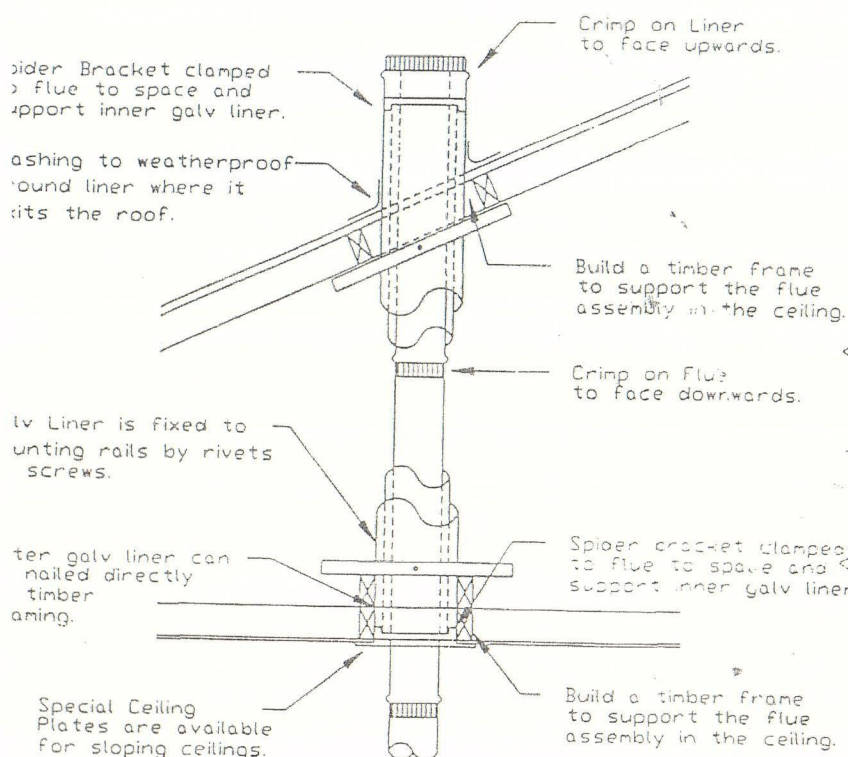 Crimp on Liner
to face upwards.
pider Bracket clamped
o flue to space and
upport inner galv liner.
ashing to weatherproof
round liner where it
xits the roof.
Build a timber frame
to support the flue
assembly in the ceiling.
Crimp on Flue
to face downwards.
lv Liner is fixed to
unting rails by rivets
screws.
ter galv liner can
nailed directly
timber
aming.
Spider bracket clamped
to flue to space and
support inner galv liner
Special Ceiling
Plates are available
for sloping ceilings.
Build a timber frame
to support the flue
assembly in the ceiling.